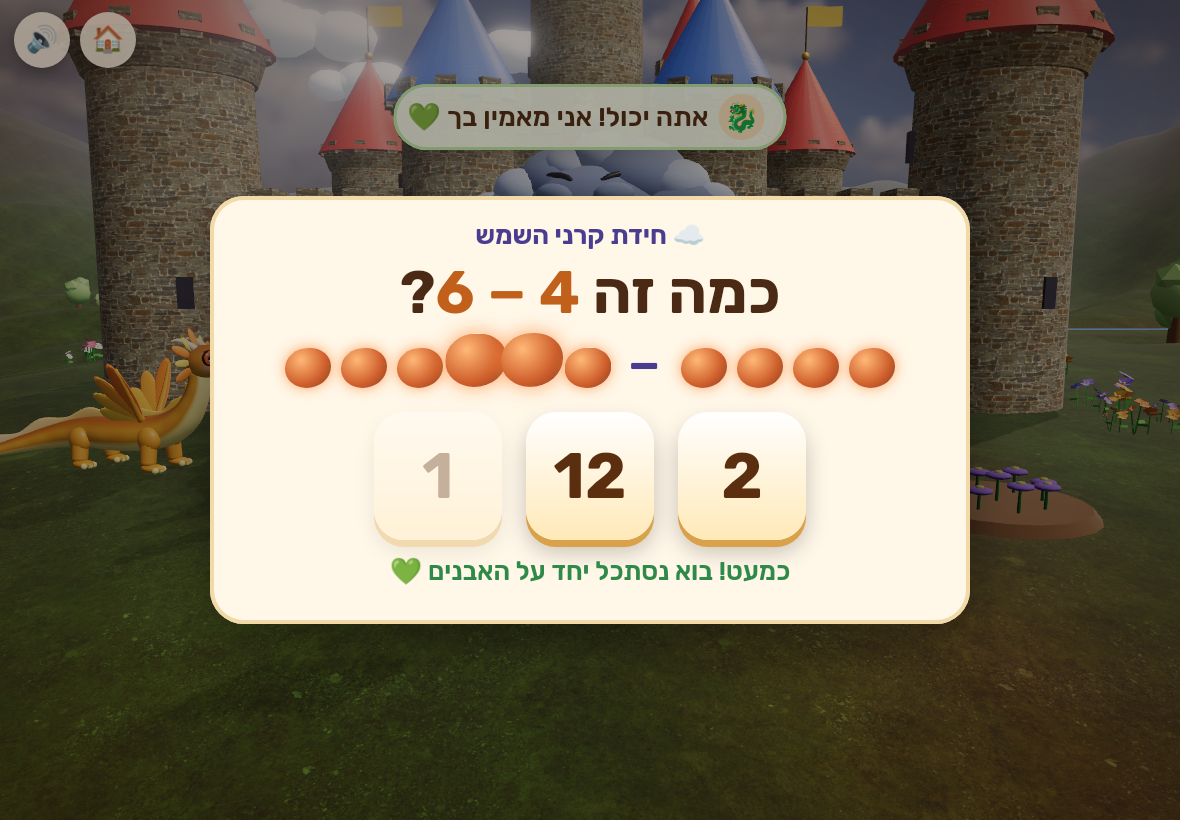 🐉 אתה יכול! אני מאמין בך 💚
☁️ חידת קרני השמש
כמה זה 6 – 4?
–
2
12
1
כמעט! בוא נסתכל יחד על האבנים 💚